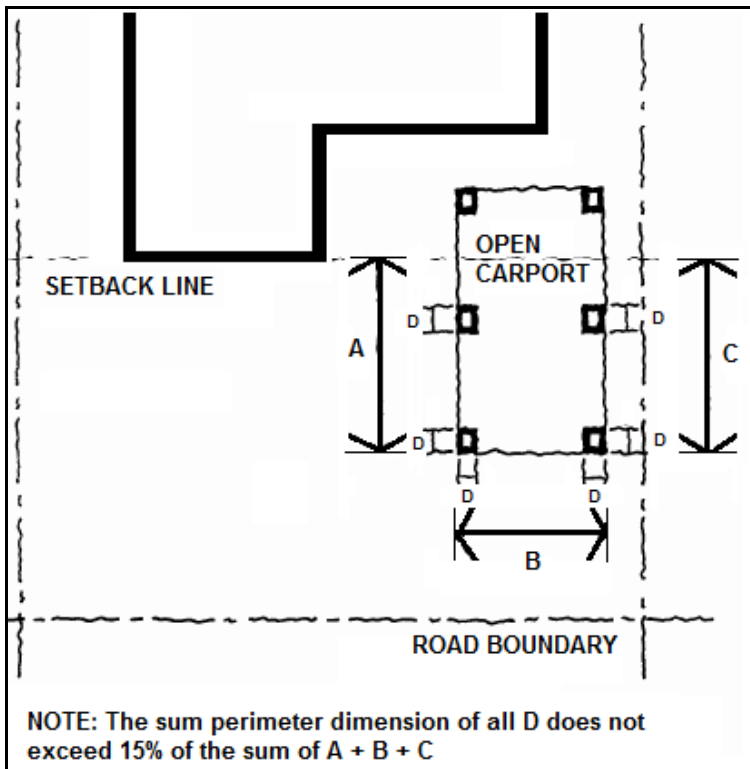 OPEN
CARPORT
SETBACK LINE
D
D
A
C
D
D
D
D
B
ROAD BOUNDARY
NOTE: The sum perimeter dimension of all D does not
exceed 15% of the sum of A + B + C